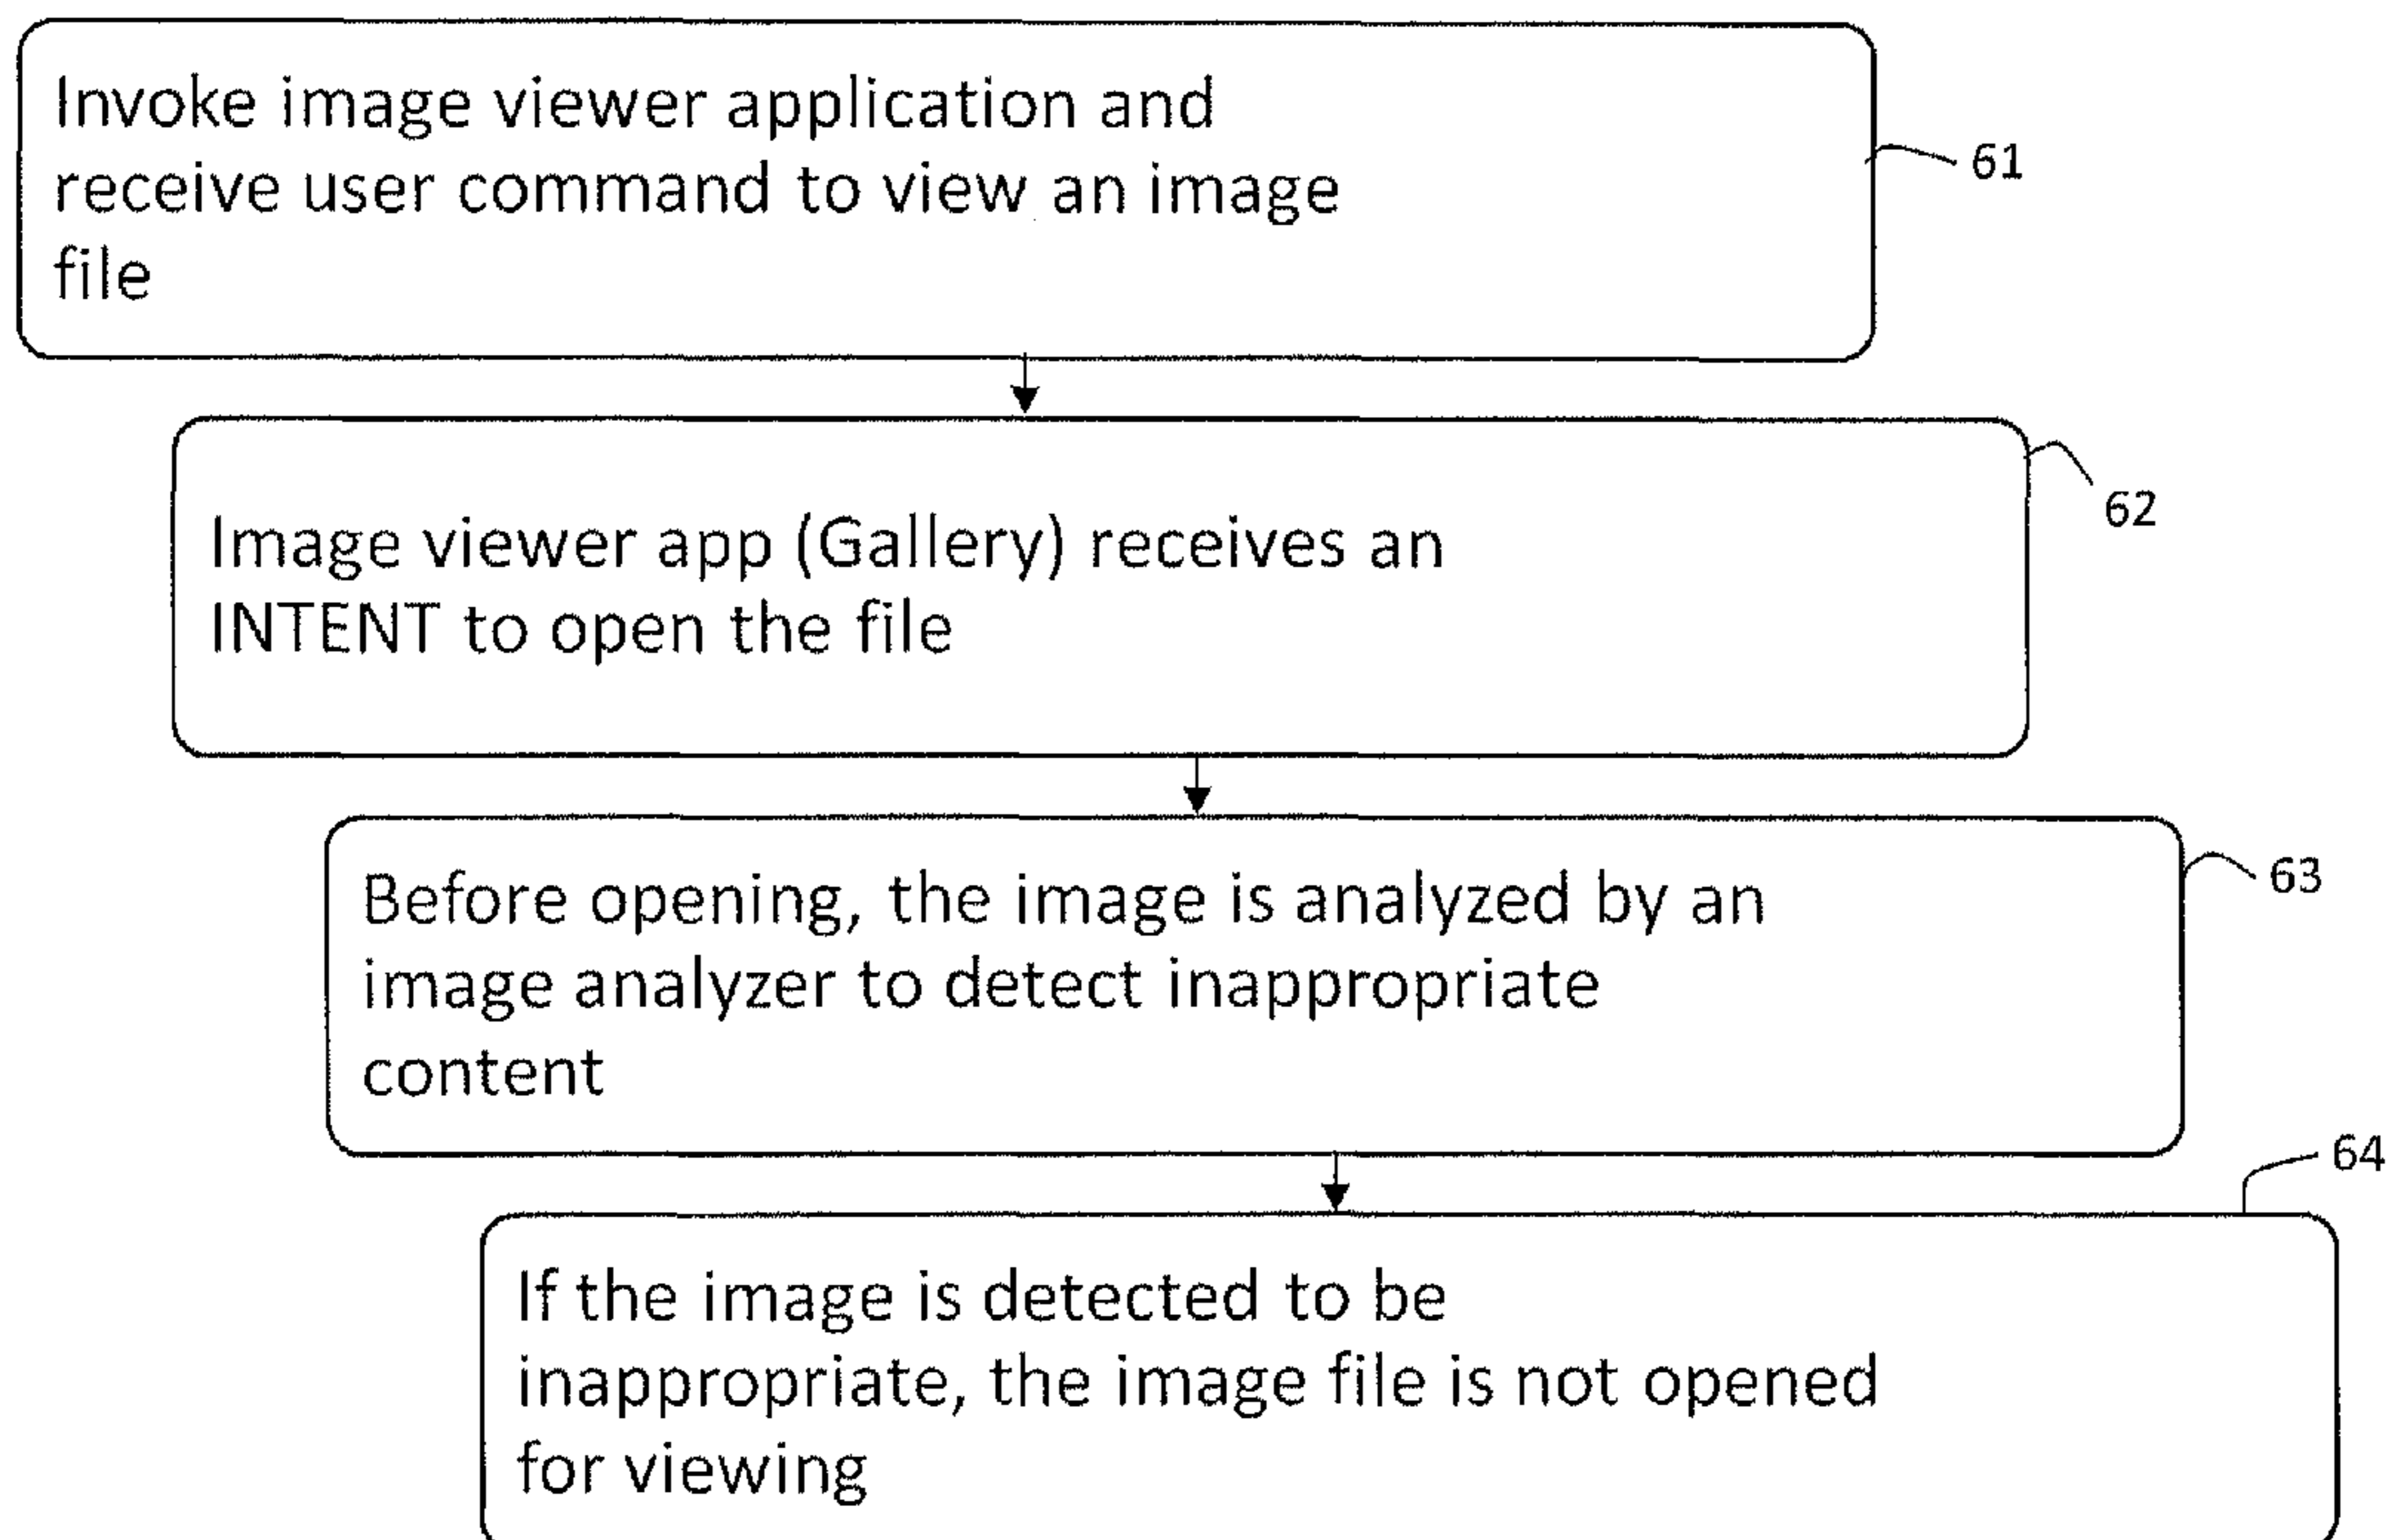 Invoke image viewer application and
receive user command to view an image
file
61
Image viewer app (Gallery) receives an
INTENT to open the file
62
Before opening, the image is analyzed by an
image analyzer to detect inappropriate
content
63
If the image is detected to be
inappropriate, the image file is not opened
for viewing
64